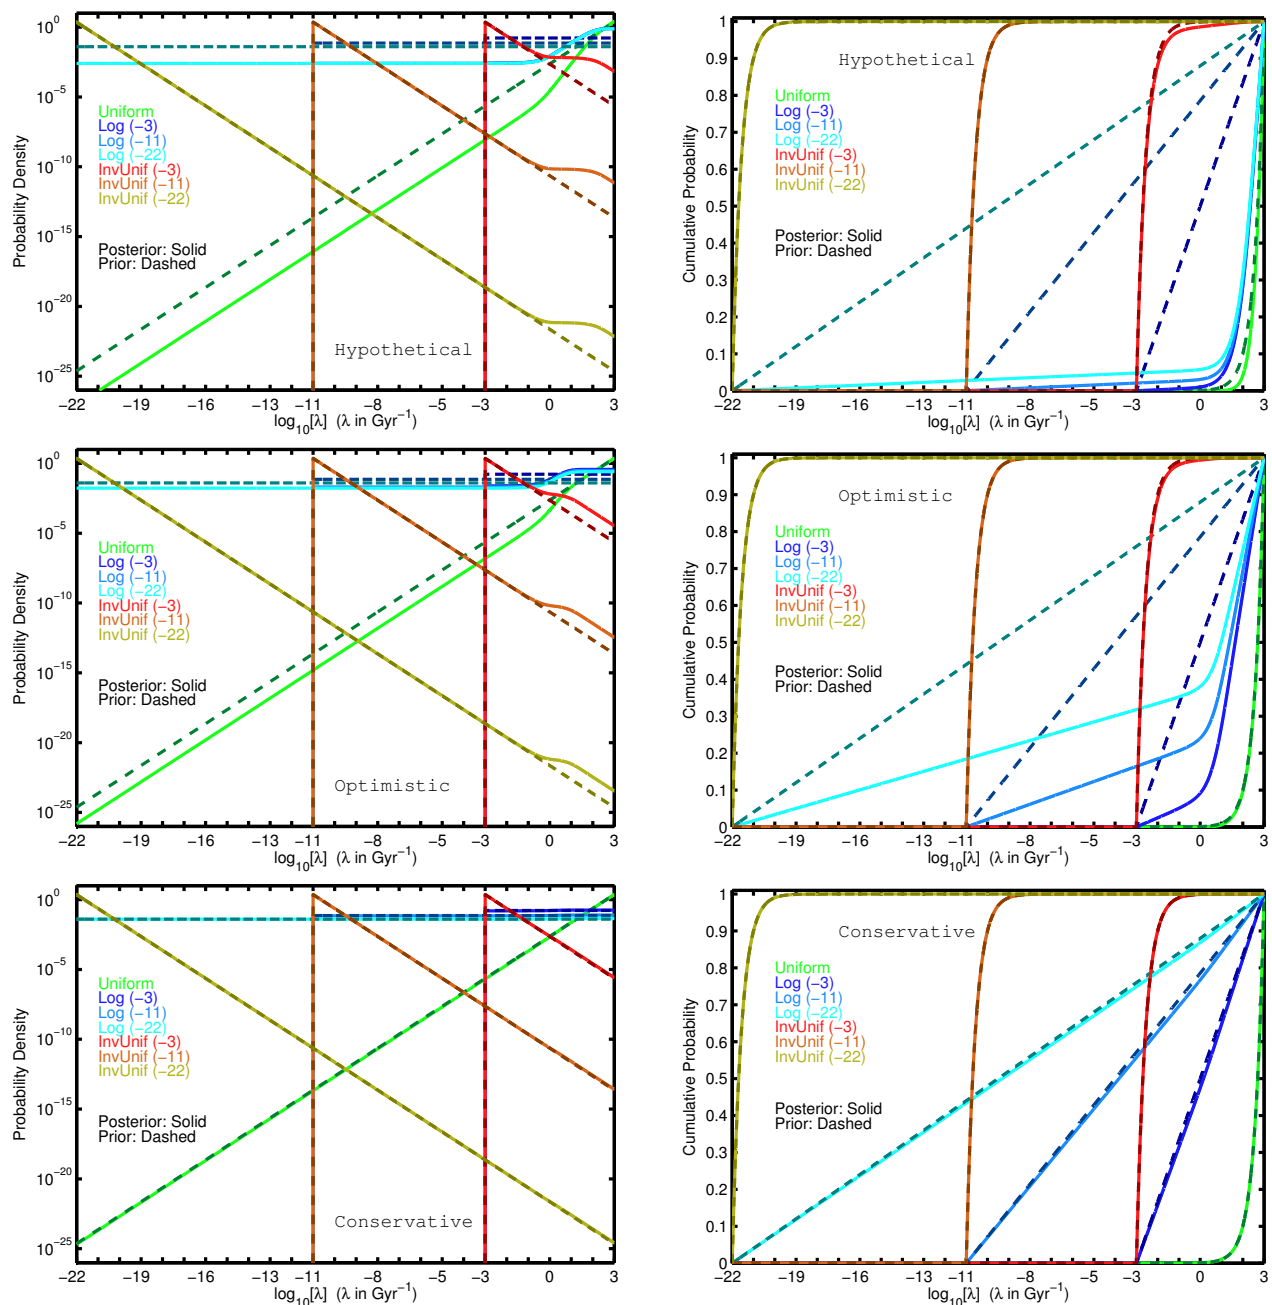 Probability Density
10^0
10^−5
10^−10
10^−15
10^−20
10^−25
Uniform
Log (−3)
Log (−11)
Log (−22)
InvUnif (−3)
InvUnif (−11)
InvUnif (−22)
Posterior: Solid
Prior: Dashed
Hypothetical
−22 −19 −16 −13 −11 −8 −5 −3 0 3
log10[λ] (λ in Gyr−1)
Cumulative Probability
1
0.9
0.8
0.7
0.6
0.5
0.4
0.3
0.2
0.1
0
Hypothetical
Uniform
Log (−3)
Log (−11)
Log (−22)
InvUnif (−3)
InvUnif (−11)
InvUnif (−22)
Posterior: Solid
Prior: Dashed
−22 −19 −16 −13 −11 −8 −5 −3 0 3
log10[λ] (λ in Gyr−1)
Probability Density
10^0
10^−5
10^−10
10^−15
10^−20
10^−25
Uniform
Log (−3)
Log (−11)
Log (−22)
InvUnif (−3)
InvUnif (−11)
InvUnif (−22)
Posterior: Solid
Prior: Dashed
Optimistic
−22 −19 −16 −13 −11 −8 −5 −3 0 3
log10[λ] (λ in Gyr−1)
Cumulative Probability
1
0.9
0.8
0.7
0.6
0.5
0.4
0.3
0.2
0.1
0
Optimistic
Uniform
Log (−3)
Log (−11)
Log (−22)
InvUnif (−3)
InvUnif (−11)
InvUnif (−22)
Posterior: Solid
Prior: Dashed
−22 −19 −16 −13 −11 −8 −5 −3 0 3
log10[λ] (λ in Gyr−1)
Probability Density
10^0
10^−5
10^−10
10^−15
10^−20
10^−25
Uniform
Log (−3)
Log (−11)
Log (−22)
InvUnif (−3)
InvUnif (−11)
InvUnif (−22)
Posterior: Solid
Prior: Dashed
Conservative
−22 −19 −16 −13 −11 −8 −5 −3 0 3
log10[λ] (λ in Gyr−1)
Cumulative Probability
1
0.9
0.8
0.7
0.6
0.5
0.4
0.3
0.2
0.1
0
Conservative
Uniform
Log (−3)
Log (−11)
Log (−22)
InvUnif (−3)
InvUnif (−11)
InvUnif (−22)
Posterior: Solid
Prior: Dashed
−22 −19 −16 −13 −11 −8 −5 −3 0 3
log10[λ] (λ in Gyr−1)